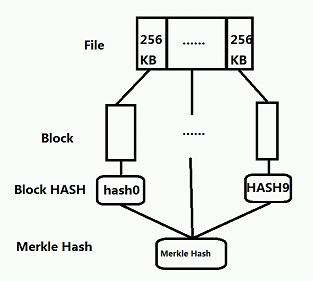 File
256 KB
......
256 KB
Block
......
Block HASH
hash0
HASH9
Merkle Hash
Merkle Hash